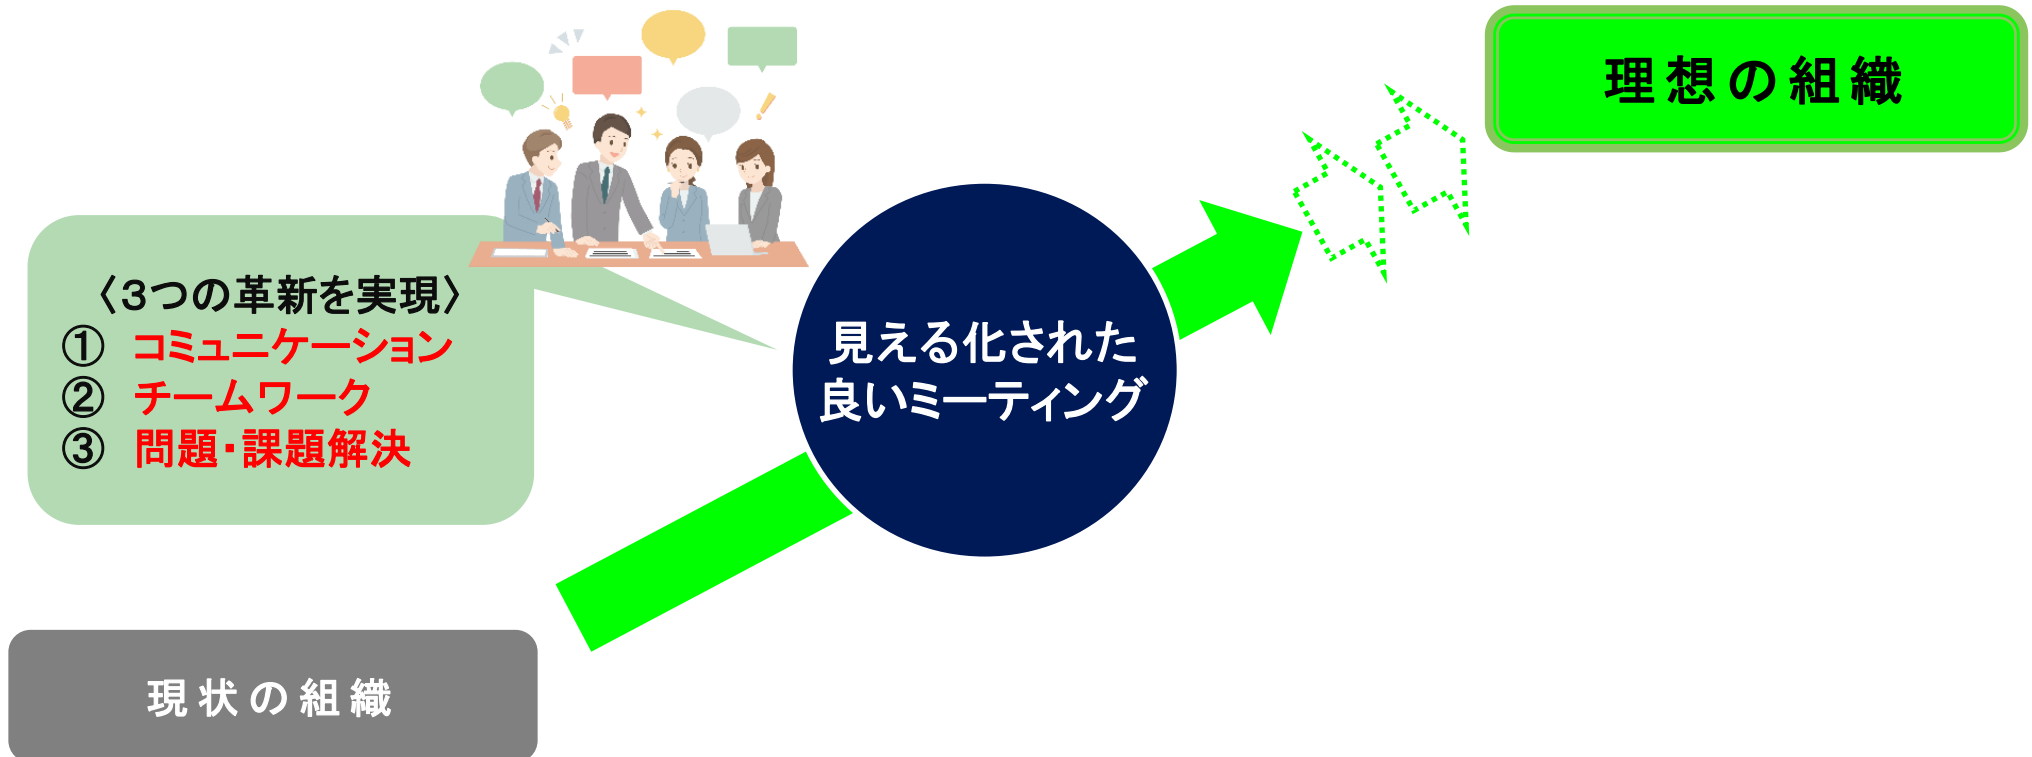 理想の組織
〈３つの革新を実現〉
① コミュニケーション
② チームワーク
③ 問題・課題解決
見える化された
良いミーティング
現状の組織